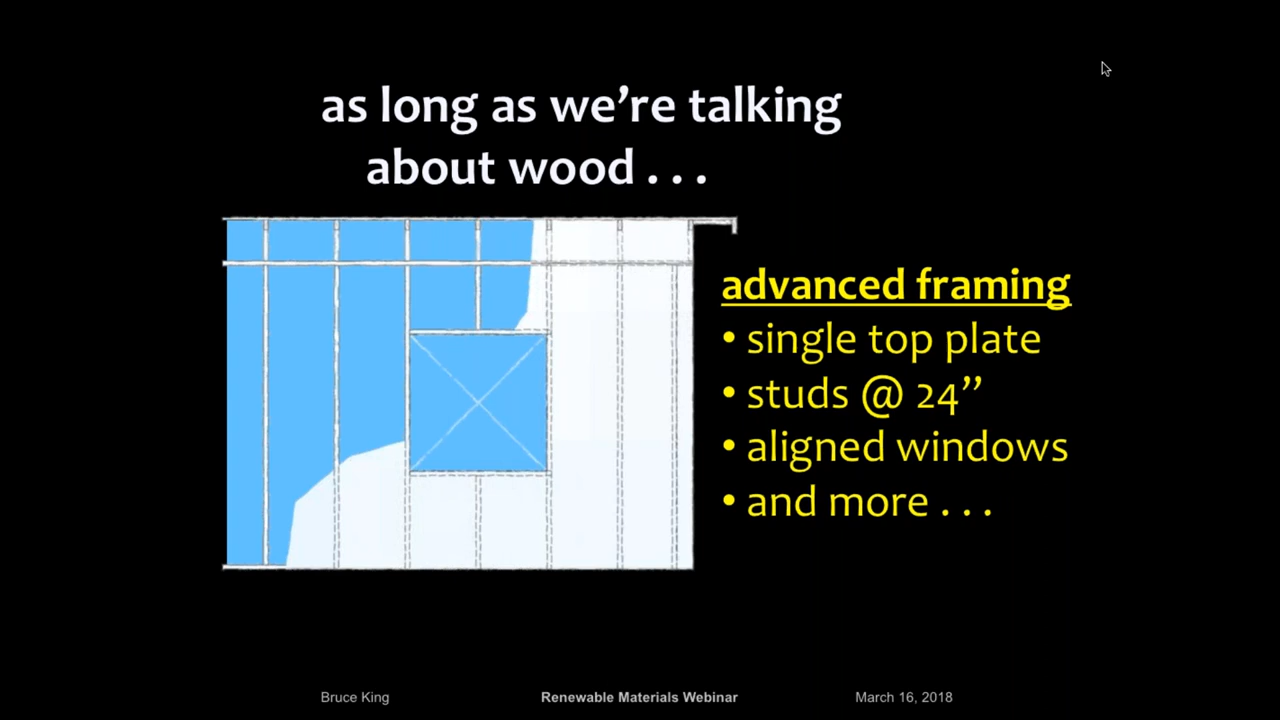 as long as we’re talking
about wood . . .
advanced framing
• single top plate
• studs @ 24”
• aligned windows
• and more . . .
Bruce King
Renewable Materials Webinar
March 16, 2018